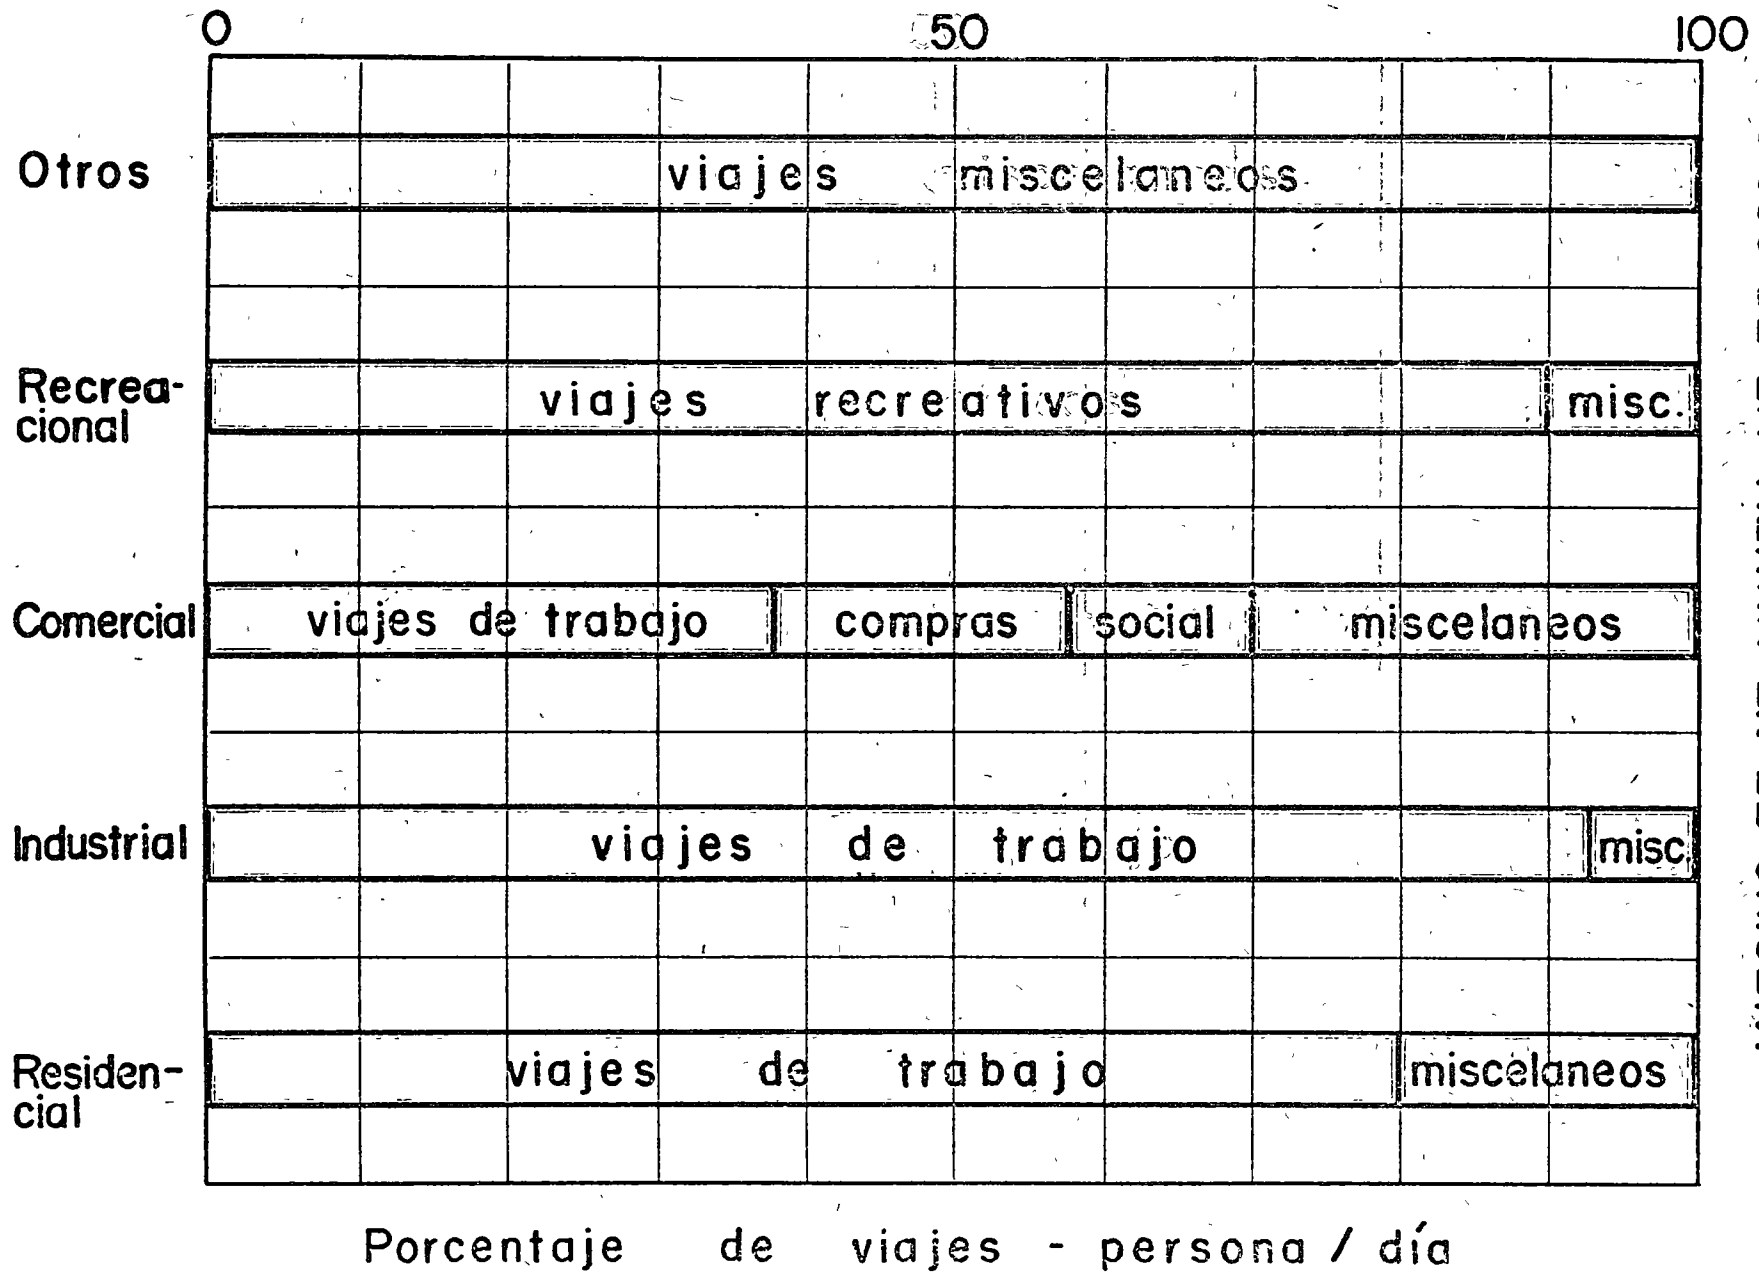 0 50 100
Otros viajes miscelaneos
Recrea-
cional viajes recreativos misc.
Comercial viajes de trabajo compras social miscelaneos
Industrial viajes de trabajo misc.
Residen-
cial viajes de trabajo miscelaneos
Porcentaje de viajes - persona / día